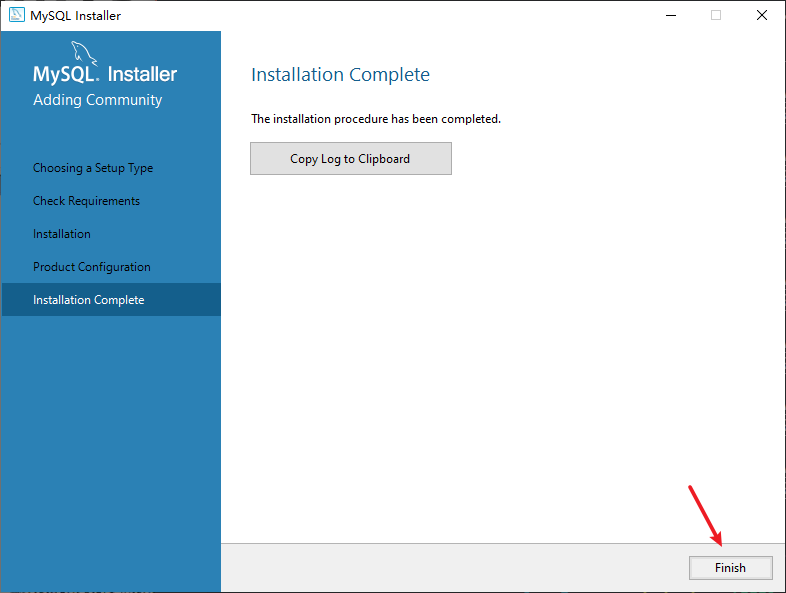 MySQL Installer
MySQL. Installer
Adding Community
Choosing a Setup Type
Check Requirements
Installation
Product Configuration
Installation Complete
Installation Complete
The installation procedure has been completed.
Copy Log to Clipboard
Finish